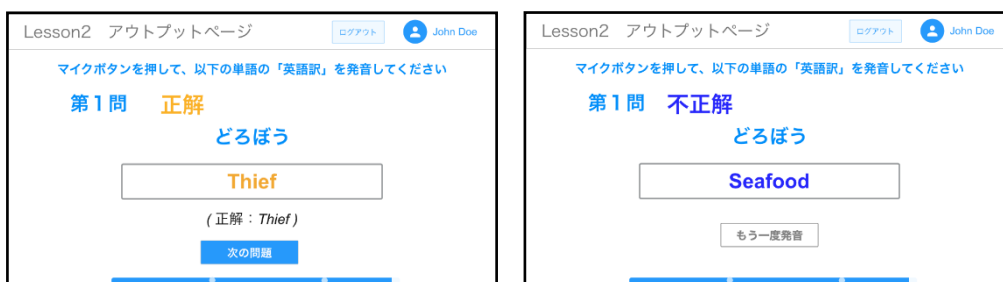 Lesson2 アウトプットページ
ログアウト
John Doe
マイクボタンを押して、以下の単語の「英語訳」を発音してください
第1問 正解
どろぼう
Thief
(正解:Thief)
次の問題
Lesson2 アウトプットページ
ログアウト
John Doe
マイクボタンを押して、以下の単語の「英語訳」を発音してください
第1問 不正解
どろぼう
Seafood
もう一度発音